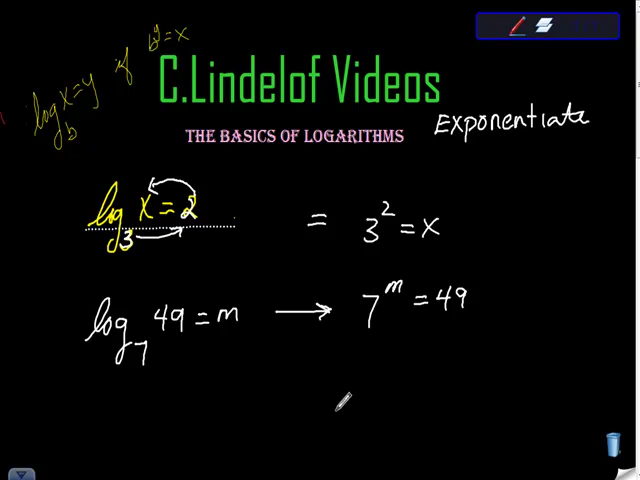 log_b x = y if b^y = x
C.Lindelof Videos
THE BASICS OF LOGARITHMS
Exponentiate
log_3 x = 2 = 3^2 = x
log_7 49 = m → 7^m = 49